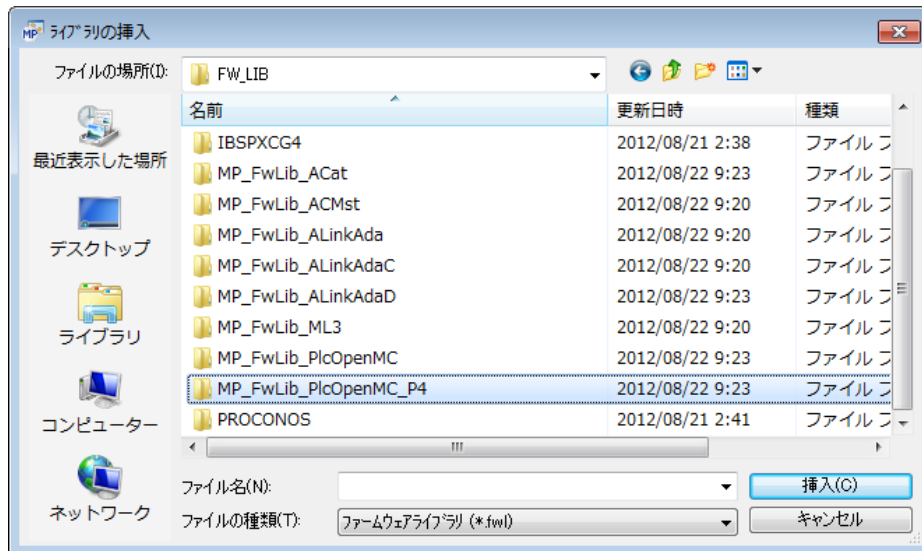 MP ライブラリの挿入
ファイルの場所(I): FW_LIB
名前 更新日時 種類
IBSPXCG4 2012/08/21 2:38 ファイル フ
MP_FwLib_ACat 2012/08/22 9:23 ファイル フ
MP_FwLib_ACMst 2012/08/22 9:20 ファイル フ
MP_FwLib_ALinkAda 2012/08/22 9:20 ファイル フ
MP_FwLib_ALinkAdaC 2012/08/22 9:20 ファイル フ
MP_FwLib_ALinkAdaD 2012/08/22 9:23 ファイル フ
MP_FwLib_ML3 2012/08/22 9:20 ファイル フ
MP_FwLib_PlcOpenMC 2012/08/22 9:23 ファイル フ
MP_FwLib_PlcOpenMC_P4 2012/08/22 9:23 ファイル フ
PROCONOS 2012/08/21 2:41 ファイル フ
最近表示した場所
デスクトップ
ライブラリ
コンピューター
ネットワーク
ファイル名(N): 挿入(C)
ファイルの種類(T): ファームウェアライブラリ (*.fwl) キャンセル